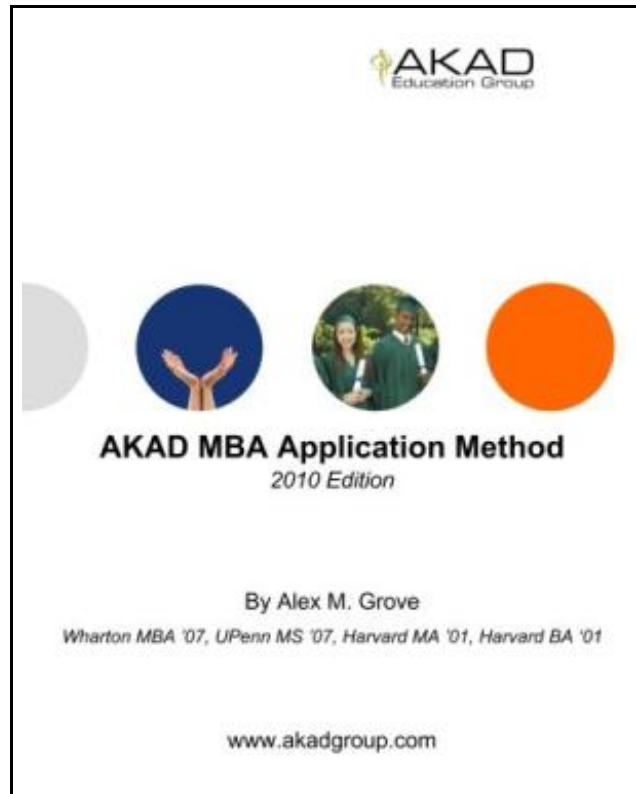 AKAD
Education Group
AKAD MBA Application Method
2010 Edition
By Alex M. Grove
Wharton MBA '07, UPenn MS '07, Harvard MA '01, Harvard BA '01
www.akadgroup.com